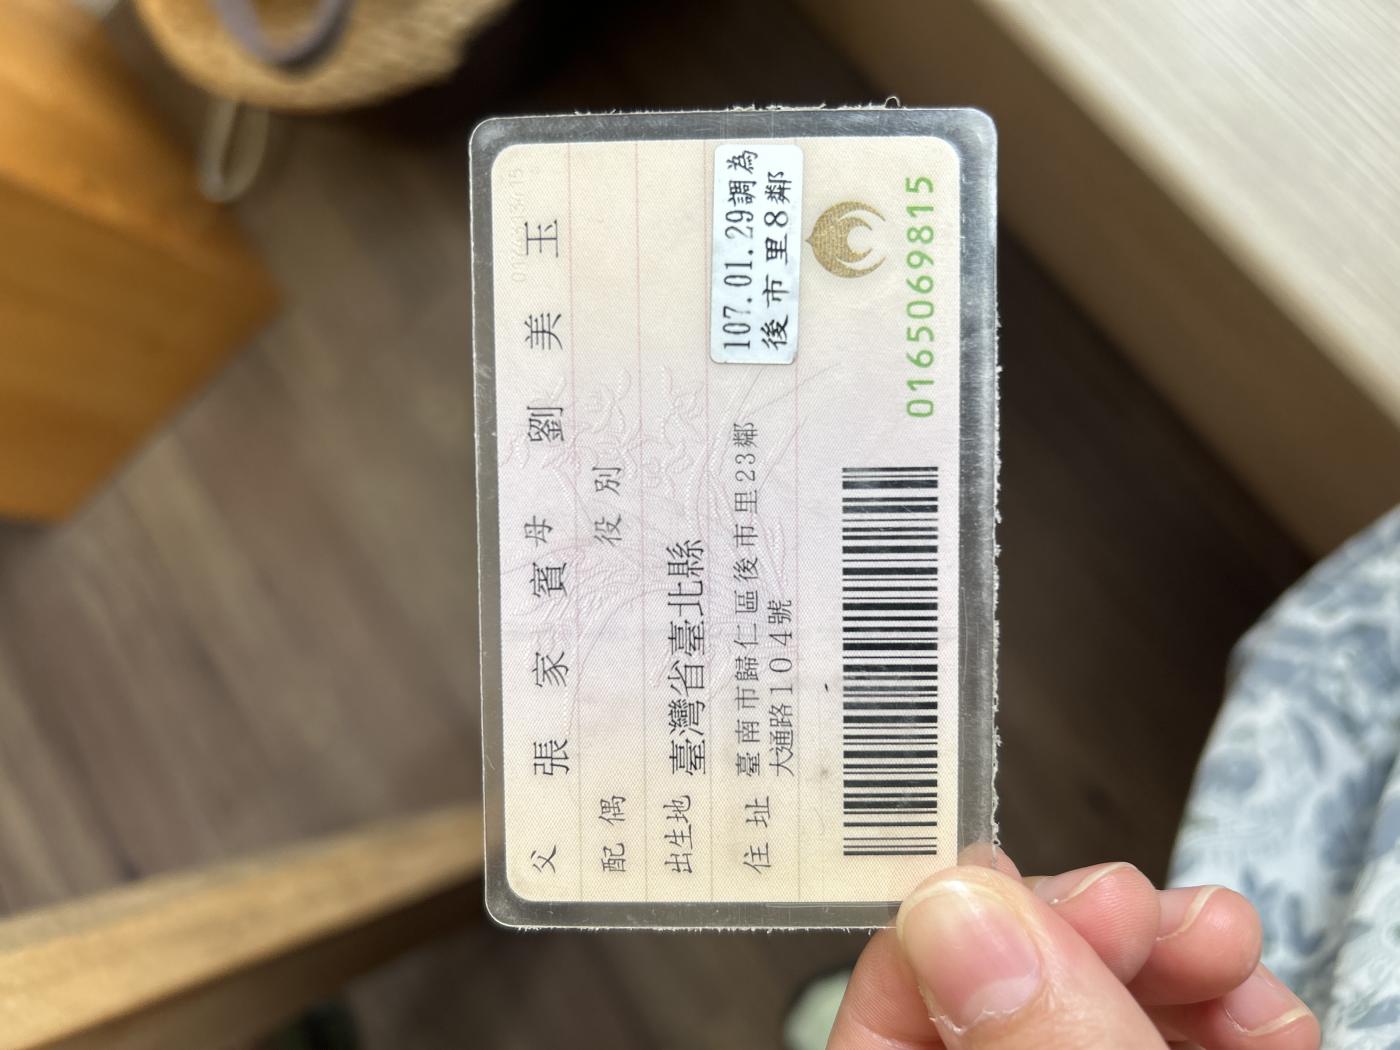 父 張家賓 母 劉美玉
配偶 役別
出生地 臺灣省臺北縣
住址 臺南市歸仁區後市里23鄰
大通路104號
107.01.29調為
後市里8鄰
0165069815